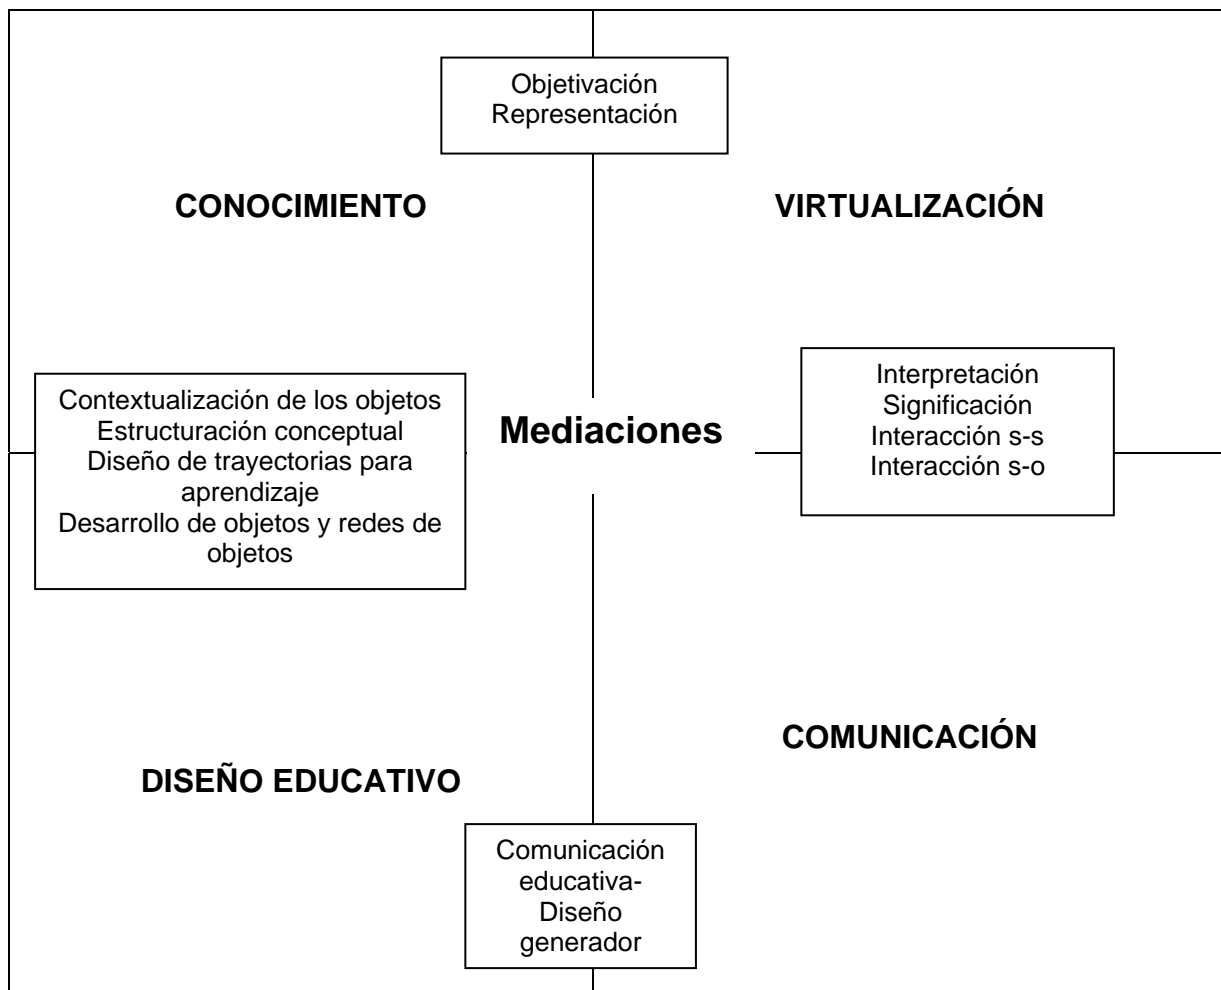 Objetivación
Representación
CONOCIMIENTO
VIRTUALIZACIÓN
Contextualización de los objetos
Estructuración conceptual
Diseño de trayectorias para
aprendizaje
Desarrollo de objetos y redes de
objetos
Mediaciones
Interpretación
Significación
Interacción s-s
Interacción s-o
DISEÑO EDUCATIVO
COMUNICACIÓN
Comunicación
educativa-
Diseño
generador